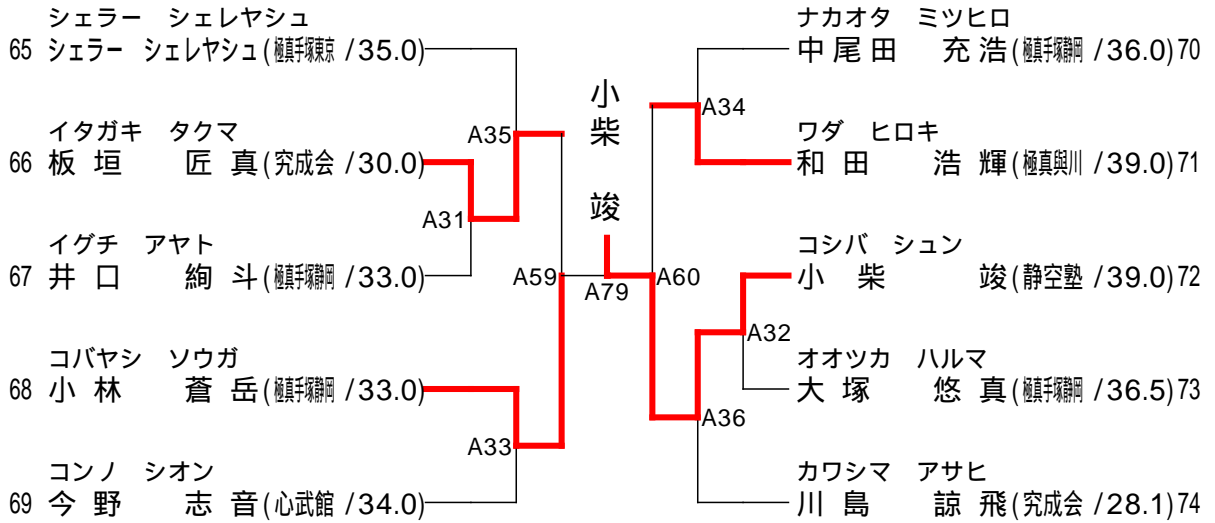 シェラー シェレヤシュ
65 シェラー シェレヤシュ(極真手塚東京 /35.0)
イタガキ タクマ
66 板垣 匠真(究成会 /30.0)
イグチ アヤト
67 井口 絢斗(極真手塚静岡 /33.0)
コバヤシ ソウガ
68 小林 蒼岳(極真手塚静岡 /33.0)
コンノ シオン
69 今野 志音(心武館 /34.0)
A35
A31
A33
A59
小柴 竣
A79
A60
A34
A32
A36
ナカオタ ミツヒロ
中尾田 充浩(極真手塚静岡 /36.0)70
ワダ ヒロキ
和田 浩輝(極真與川 /39.0)71
コシバ シュン
小柴 竣(静空塾 /39.0)72
オオツカ ハルマ
大塚 悠真(極真手塚静岡 /36.5)73
カワシマ アサヒ
川島 諒飛(究成会 /28.1)74